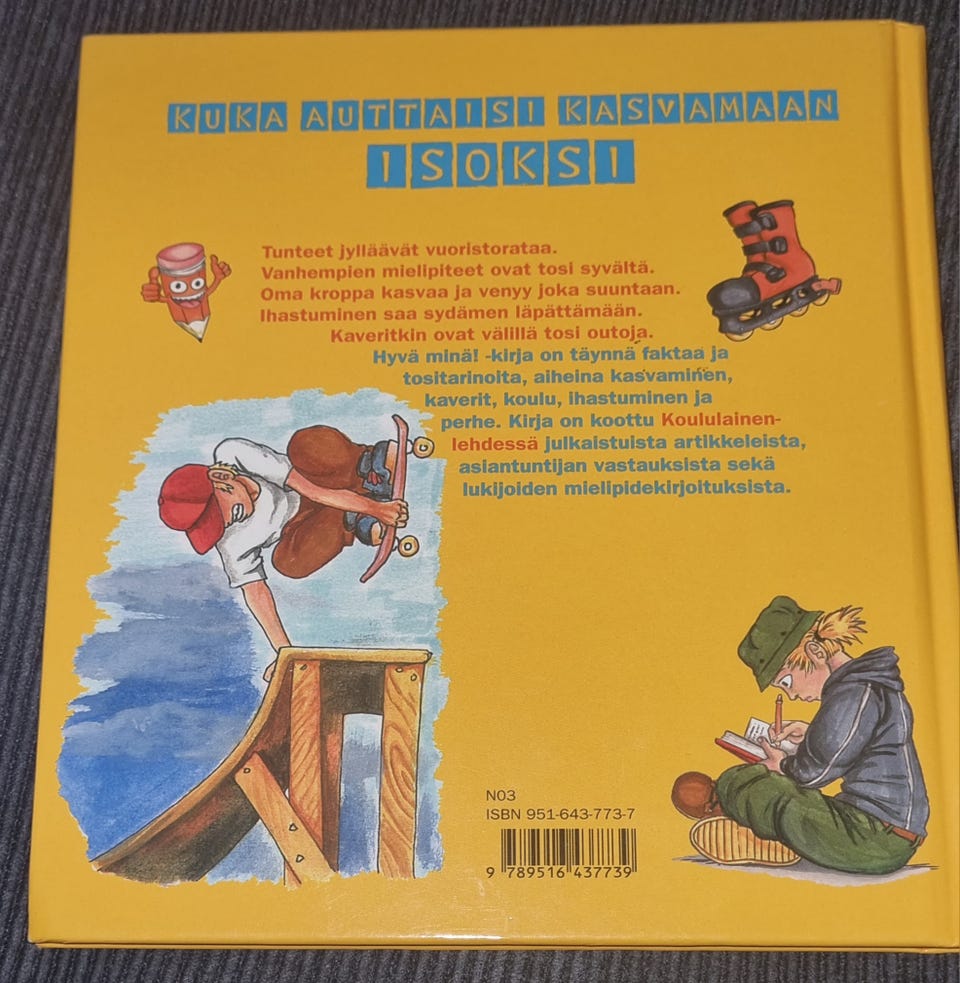 KUKA AUTTAISI KASVAMAAN
ISOKSI
Tunteet jylläävät vuoristorataa.
Vanhempien mielipiteet ovat tosi syvältä.
Oma kroppa kasvaa ja venyy joka suuntaan.
Ihastuminen saa sydämen läpättämään.
Kaveritkin ovat välillä tosi outoja.
Hyvä minä! -kirja on täynnä faktaa ja
tositarinoita, aiheina kasvaminen,
kaverit, koulu, ihastuminen ja
perhe. Kirja on koottu Koululainen-
lehdessä julkaistuista artikkeleista,
asiantuntijan vastauksista sekä
lukijoiden mielipidekirjoituksista.
N03
ISBN 951-643-773-7
9 789516 437739